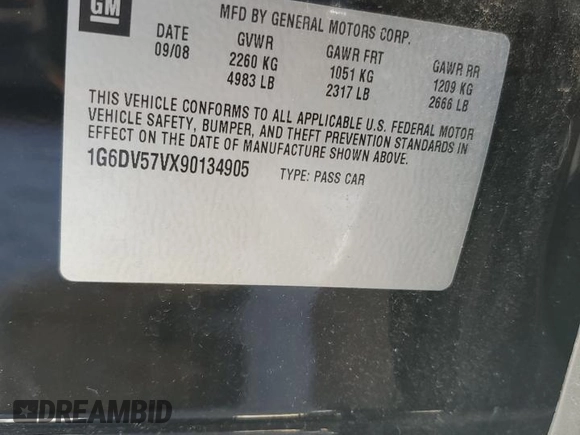 GM
MFD BY GENERAL MOTORS CORP.
DATE GVWR GAWR FRT GAWR RR
09/08 2260 KG 1051 KG 1209 KG
4983 LB 2317 LB 2666 LB
THIS VEHICLE CONFORMS TO ALL APPLICABLE U.S. FEDERAL MOTOR
VEHICLE SAFETY, BUMPER, AND THEFT PREVENTION STANDARDS IN
EFFECT ON THE DATE OF MANUFACTURE SHOWN ABOVE.
1G6DV57VX90134905 TYPE: PASS CAR
DREAMBID